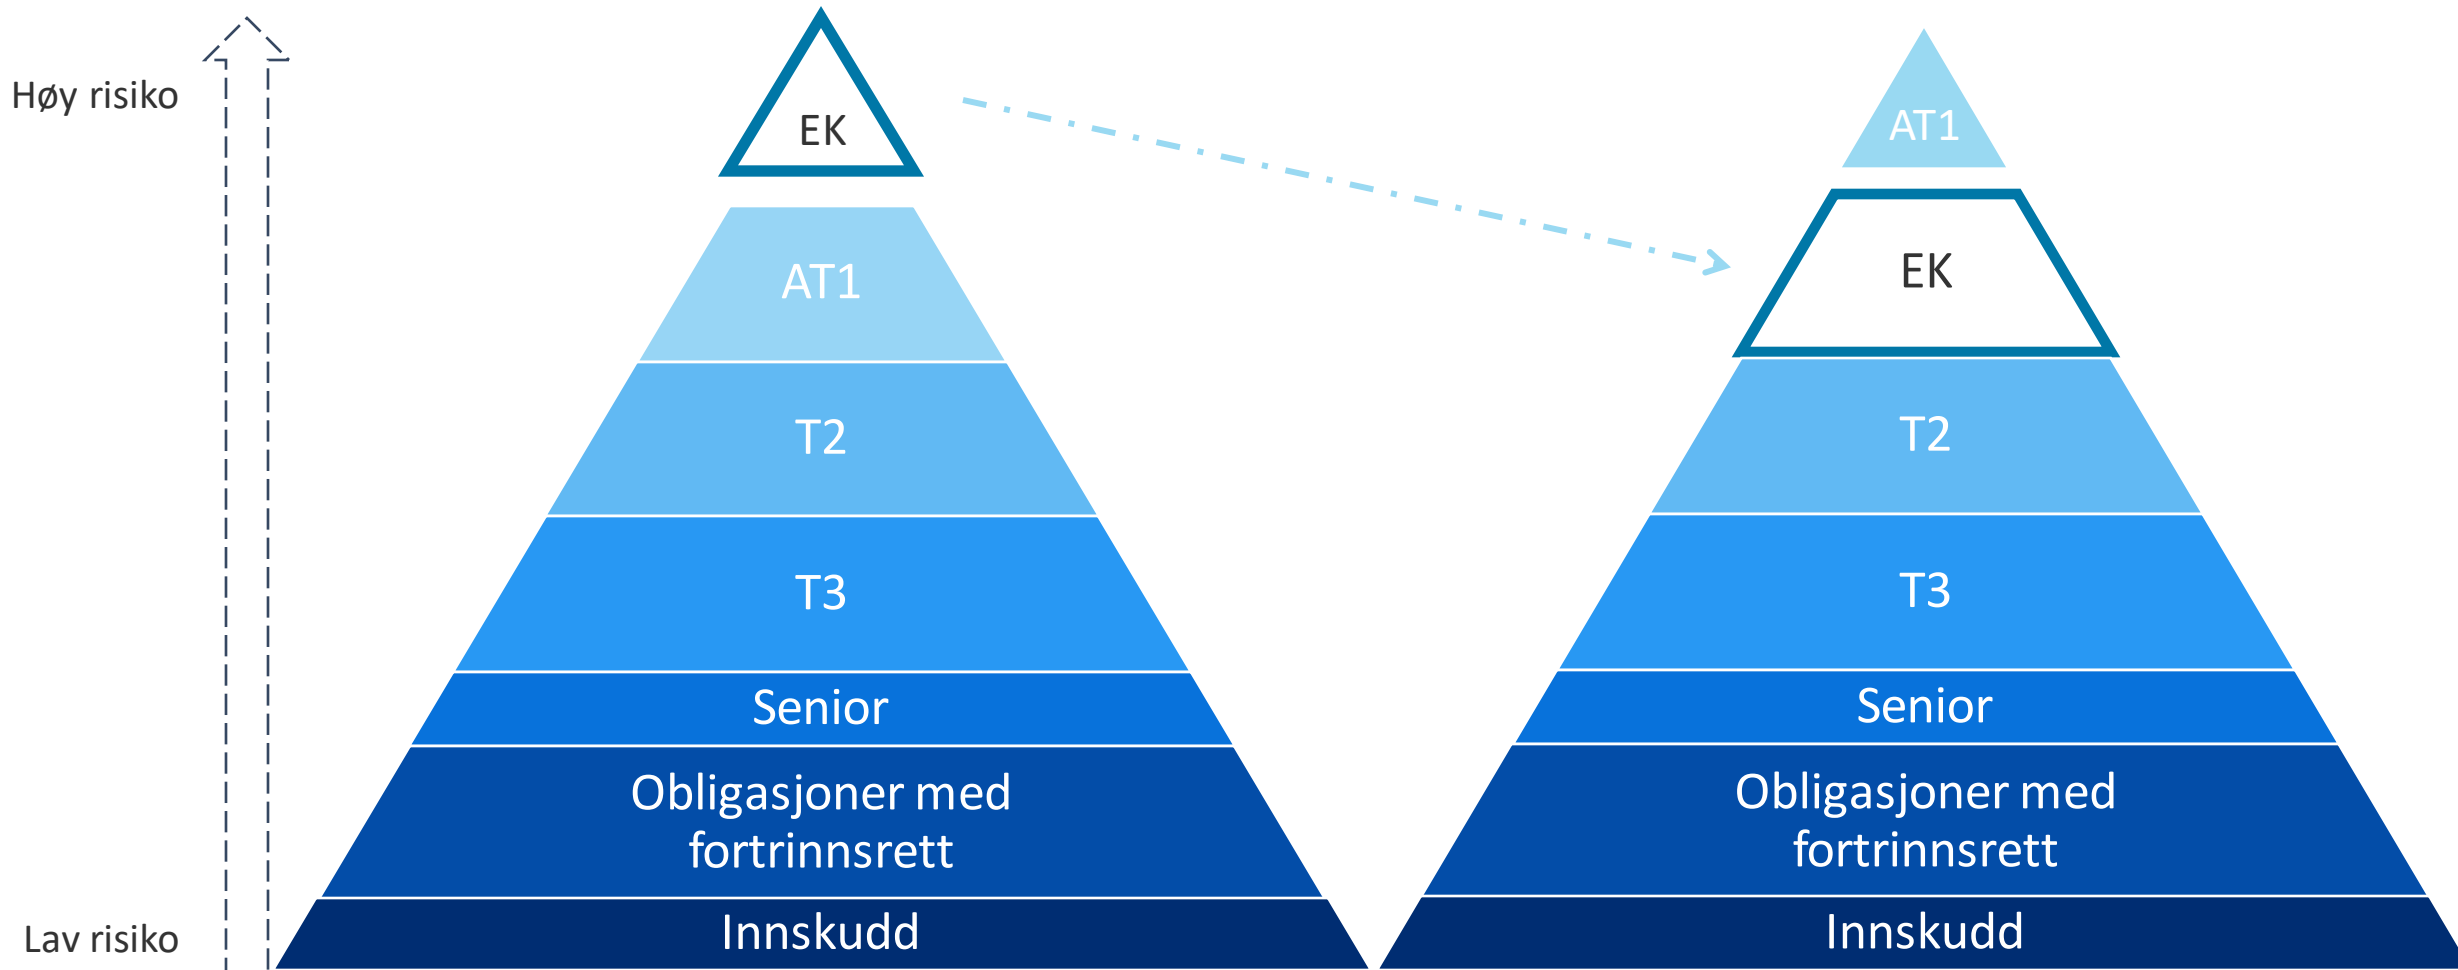 Høy risiko
Lav risiko
EK
AT1
T2
T3
Senior
Obligasjoner med
fortrinnsrett
Innskudd
AT1
EK
T2
T3
Senior
Obligasjoner med
fortrinnsrett
Innskudd